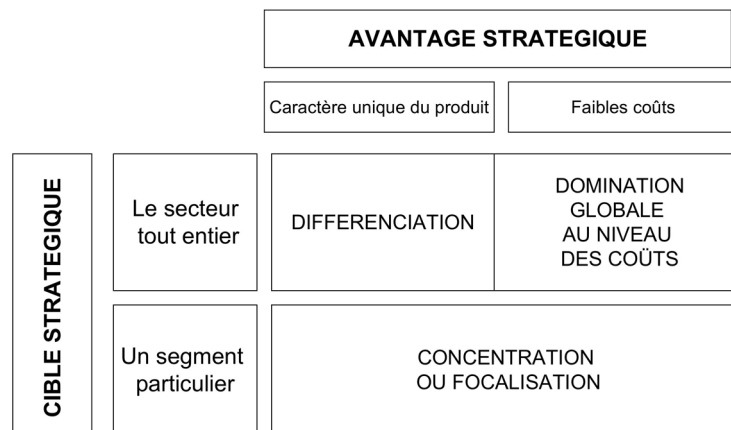 AVANTAGE STRATEGIQUE
Caractère unique du produit
Faibles coûts
CIBLE STRATEGIQUE
Le secteur
tout entier
DIFFERENCIATION
DOMINATION
GLOBALE
AU NIVEAU
DES COÜTS
Un segment
particulier
CONCENTRATION
OU FOCALISATION